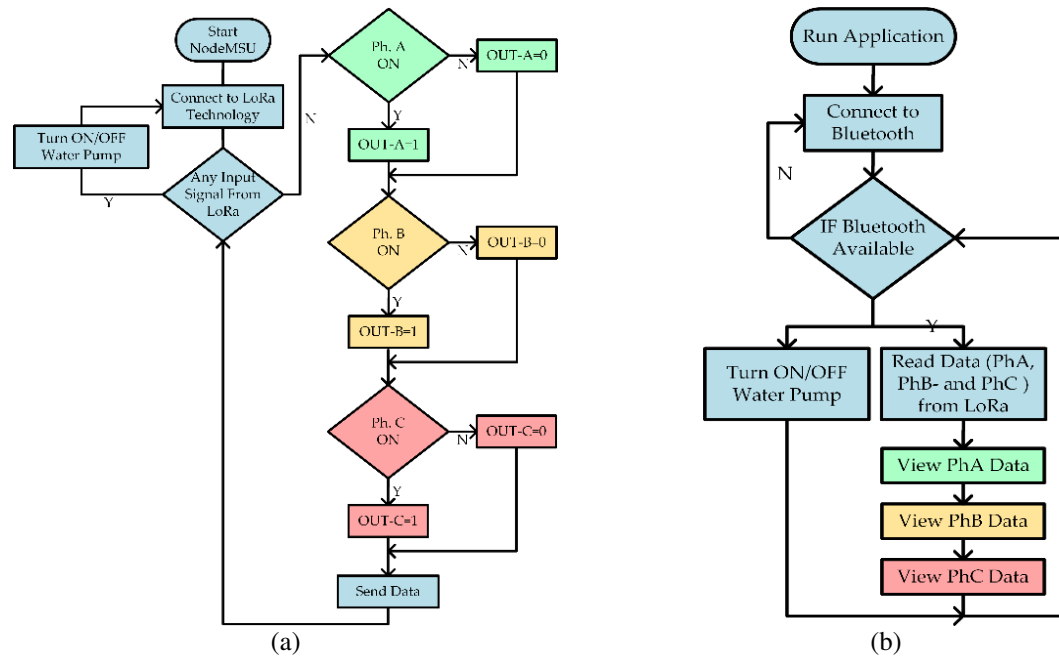 Start
NodeMSU
Connect to LoRa
Technology
Turn ON/OFF
Water Pump
Any Input
Signal From
LoRa
Y
N
Ph. A
ON
N
OUT-A=0
Y
OUT-A=1
Ph. B
ON
N
OUT-B=0
Y
OUT-B=1
Ph. C
ON
N
OUT-C=0
Y
OUT-C=1
Send Data
(a)
Run Application
Connect to
Bluetooth
N
IF Bluetooth
Available
Y
Turn ON/OFF
Water Pump
Read Data (PhA,
PhB- and PhC )
from LoRa
View PhA Data
View PhB Data
View PhC Data
(b)